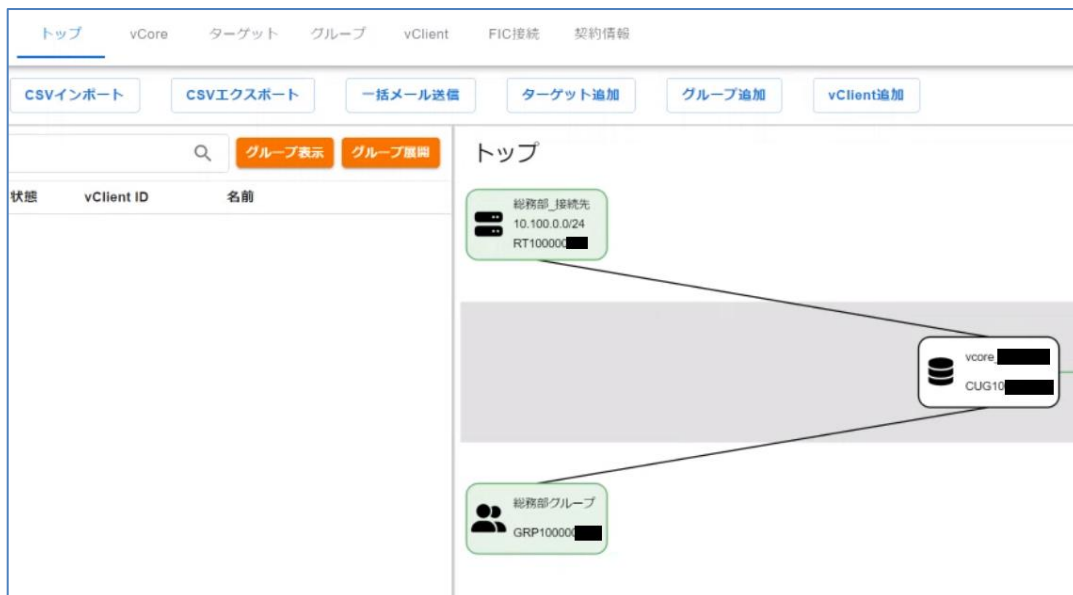 トップ vCore ターゲット グループ vClient FIC接続 契約情報
CSVインポート CSVエクスポート 一括メール送信 ターゲット追加 グループ追加 vClient追加
グループ表示 グループ展開
状態 vClient ID 名前
トップ
総務部_接続先
10.100.0.0/24
RT100000
vcore_
CUG10
総務部グループ
GRP100000